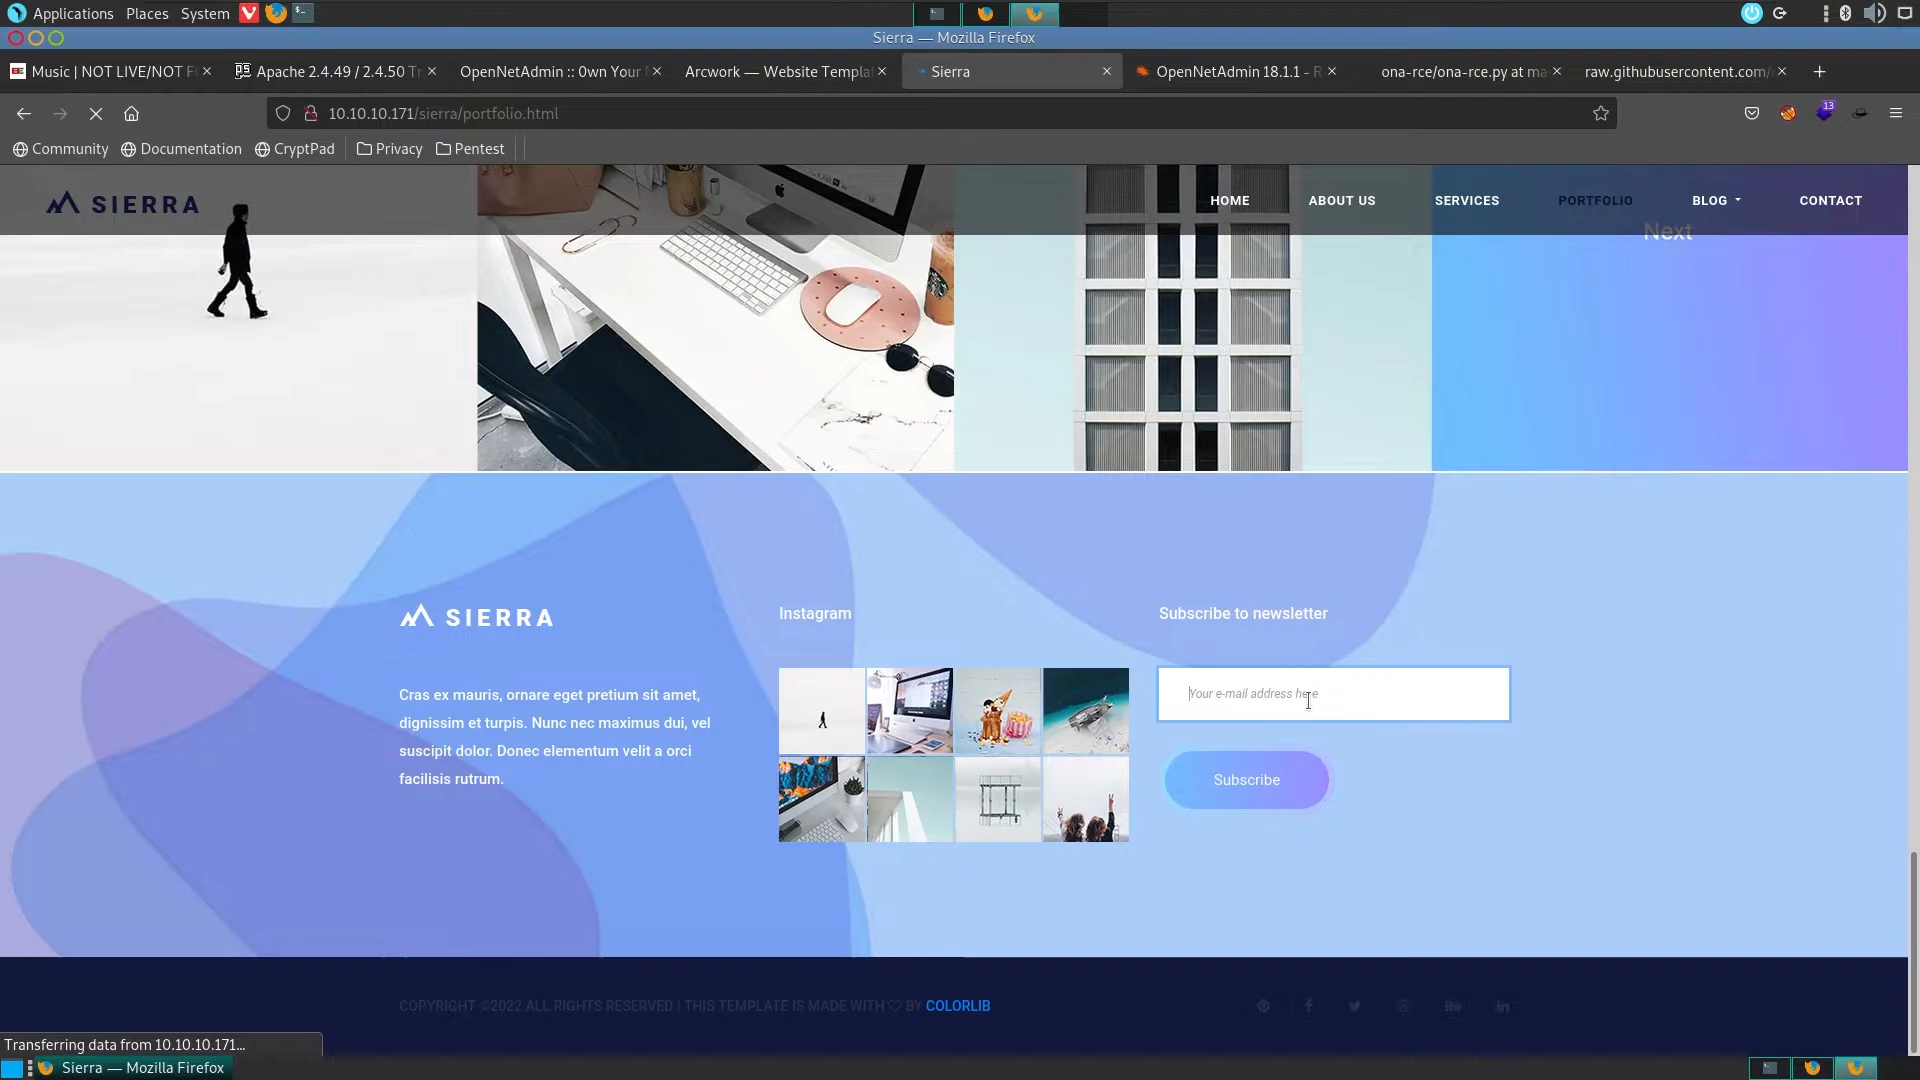 Applications Places System
Sierra — Mozilla Firefox
Music | NOT LIVE/NOT F
Apache 2.4.49 / 2.4.50 Tr
OpenNetAdmin :: 0wn Your
Arcwork — Website Templa
Sierra
OpenNetAdmin 18.1.1 - R
ona-rce/ona-rce.py at ma
raw.githubusercontent.com/
10.10.10.171/sierra/portfolio.html
13
Community Documentation CryptPad Privacy Pentest
SIERRA
HOME ABOUT US SERVICES PORTFOLIO BLOG CONTACT
Next
SIERRA
Cras ex mauris, ornare eget pretium sit amet,
dignissim et turpis. Nunc nec maximus dui, vel
suscipit dolor. Donec elementum velit a orci
facilisis rutrum.
Instagram
Subscribe to newsletter
Your e-mail address here
Subscribe
COPYRIGHT ©2022 ALL RIGHTS RESERVED | THIS TEMPLATE IS MADE WITH ♡ BY COLORLIB
Transferring data from 10.10.10.171...
Sierra — Mozilla Firefox